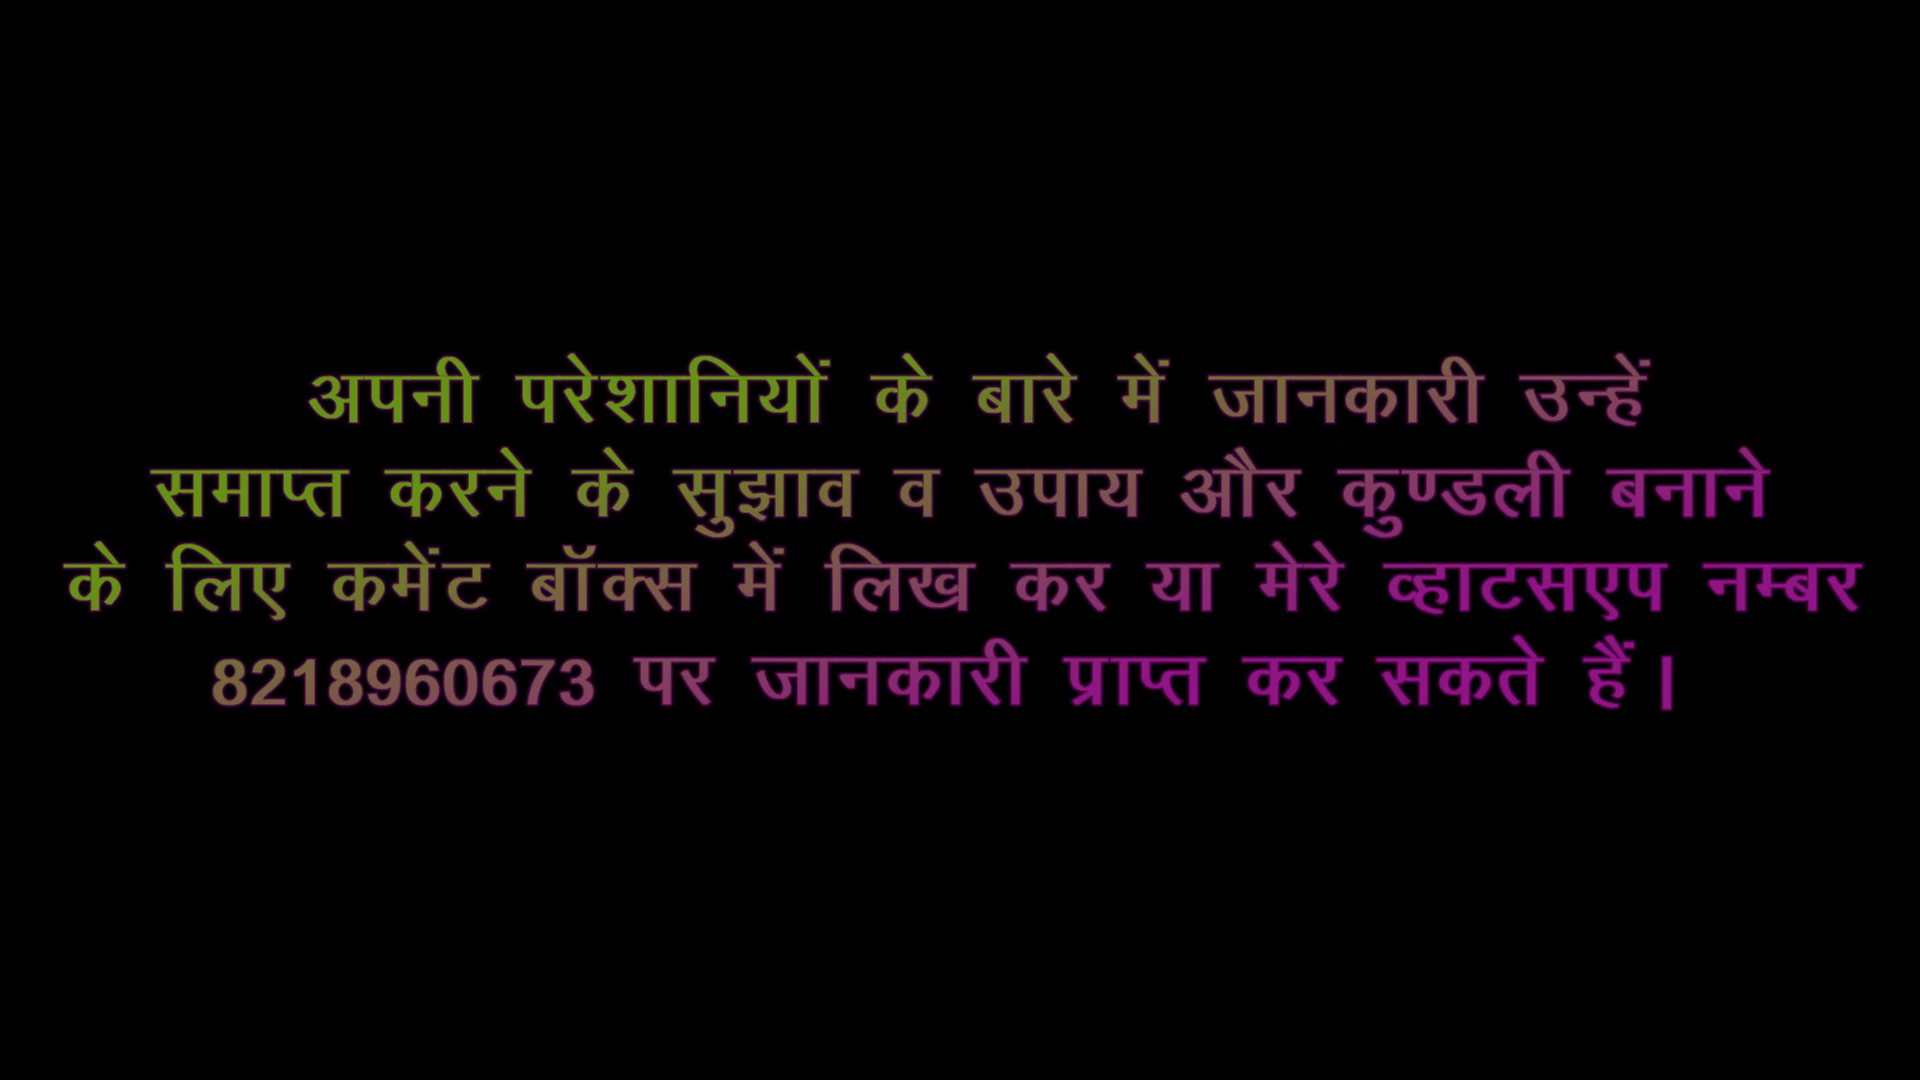 अपनी परेशानियों के बारे में जानकारी उन्हें
समाप्त करने के सुझाव व उपाय और कुण्डली बनाने
के लिए कमेंट बॉक्स में लिख कर या मेरे व्हाटसएप नम्बर
8218960673 पर जानकारी प्राप्त कर सकते हैं।